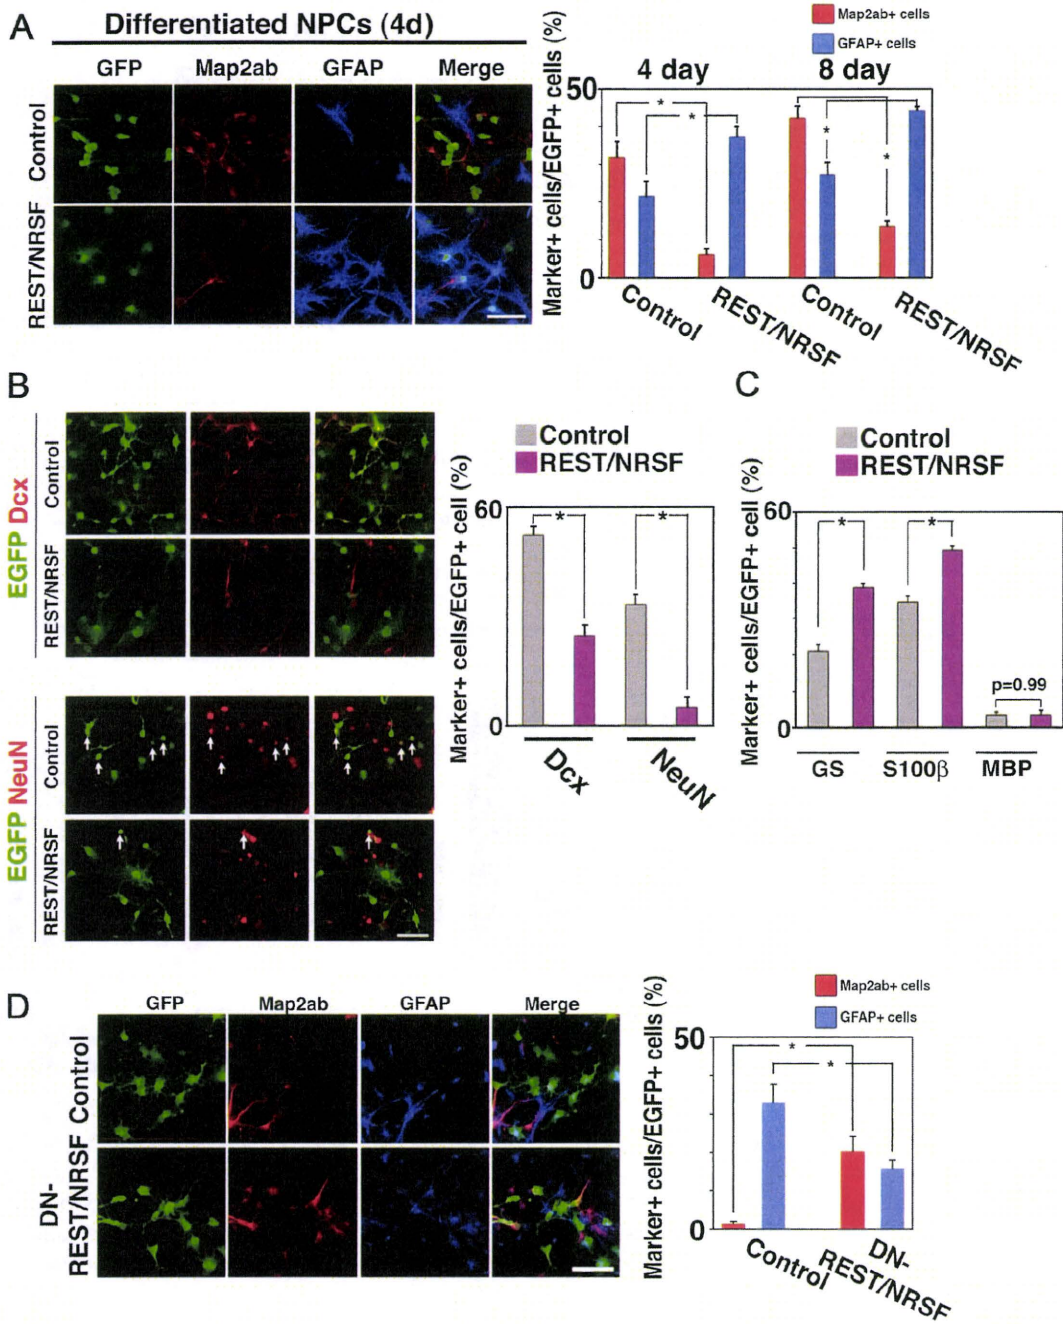 A
Differentiated NPCs (4d)
GFP Map2ab GFAP Merge
Control
REST/NRSF
Map2ab+ cells
GFAP+ cells
4 day 8 day
Marker+ cells/EGFP+ cells (%)
50
0
* * * *
Control REST/NRSF Control REST/NRSF
B
EGFP Dcx
Control
REST/NRSF
EGFP NeuN
Control
REST/NRSF
Control
REST/NRSF
Marker+ cells/EGFP+ cell (%)
60
0
* *
Dcx NeuN
C
Control
REST/NRSF
Marker+ cells/EGFP+ cell (%)
60
0
* *
p=0.99
GS S100β MBP
D
GFP Map2ab GFAP Merge
Control
DN-
REST/NRSF
Map2ab+ cells
GFAP+ cells
Marker+ cells/EGFP+ cells (%)
50
0
* *
Control
DN-
REST/NRSF